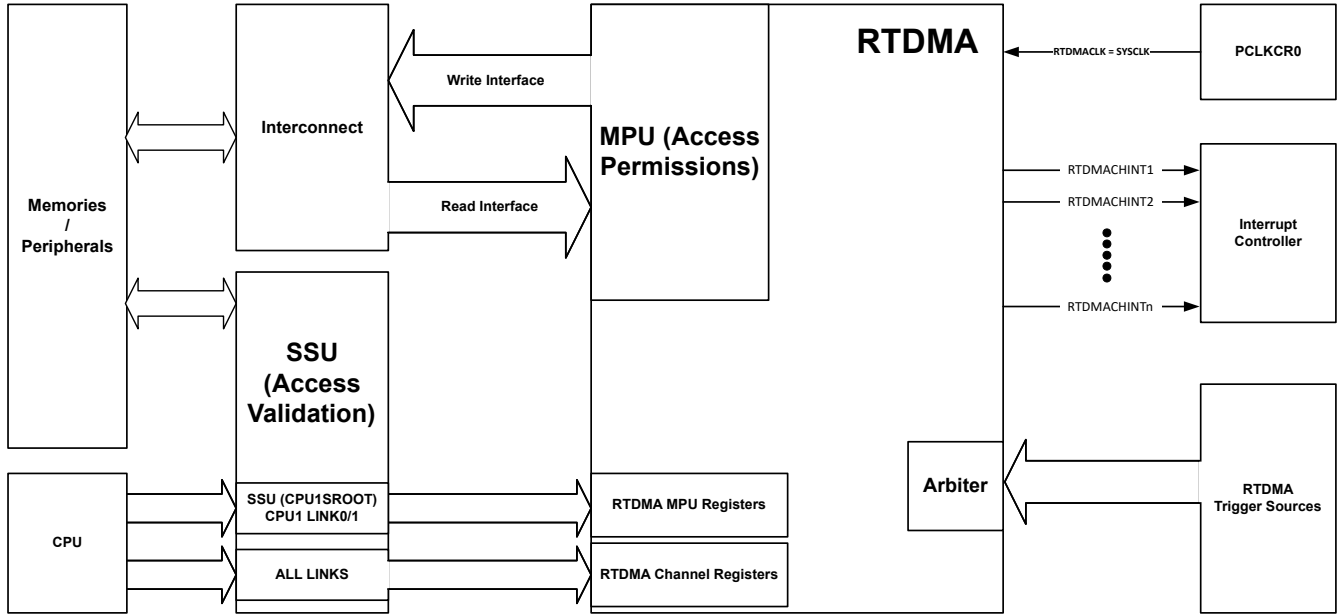 RTDMA
RTDMACLK = SYSCLK
PCLKCR0
Write Interface
Interconnect
MPU (Access
Permissions)
RTDMACHINT1
Read Interface
RTDMACHINT2
Memories
/
Peripherals
Interrupt
Controller
RTDMACHINTn
SSU
(Access
Validation)
Arbiter
RTDMA
Trigger Sources
SSU (CPU1SROOT)
CPU1 LINK0/1
RTDMA MPU Registers
CPU
ALL LINKS
RTDMA Channel Registers